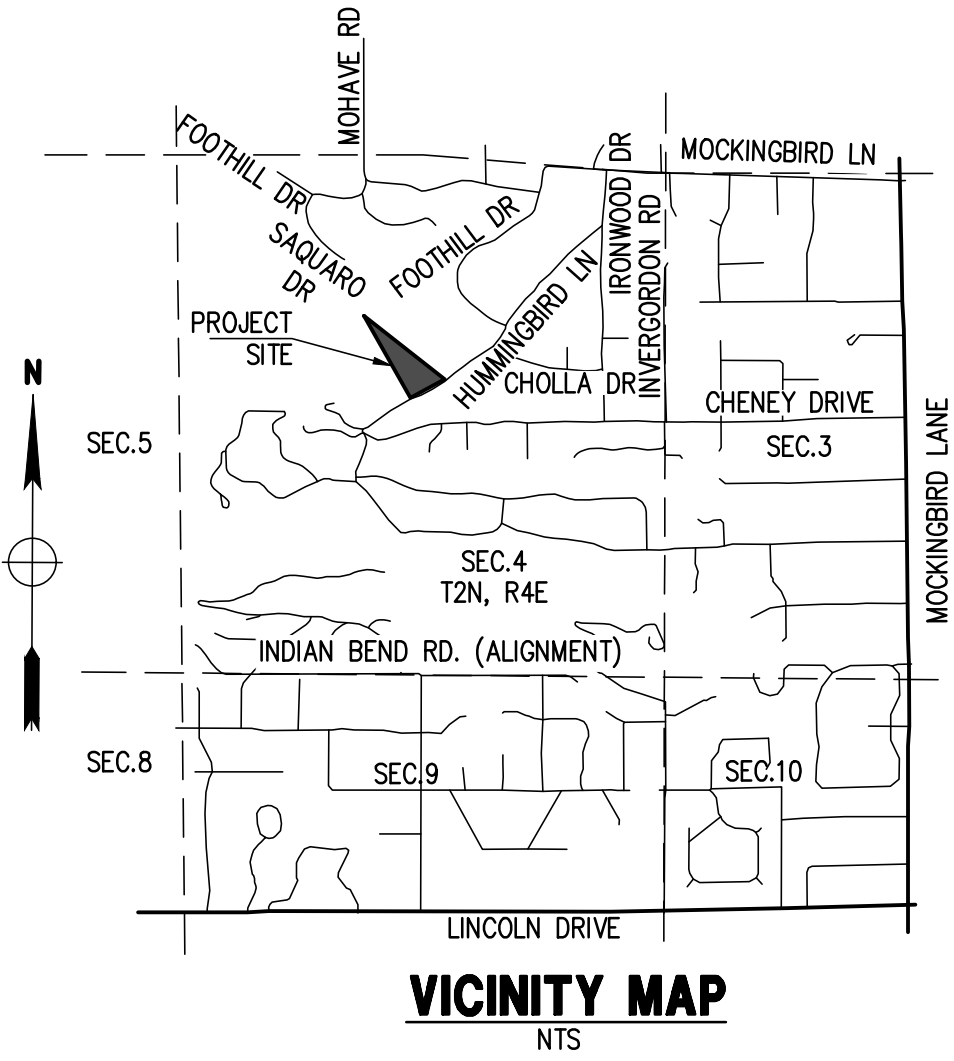 MOHAVE RD
FOOTHILL DR
IRONWOOD DR
MOCKINGBIRD LN
SAQUARO
DR
FOOTHILL DR
INVERGORDON RD
PROJECT
SITE
HUMMINGBIRD LN
N
CHOLLA DR
CHENEY DRIVE
SEC.5
SEC.3
MOCKINGBIRD LANE
SEC.4
T2N, R4E
INDIAN BEND RD. (ALIGNMENT)
SEC.8
SEC.9
SEC.10
LINCOLN DRIVE
VICINITY MAP
NTS